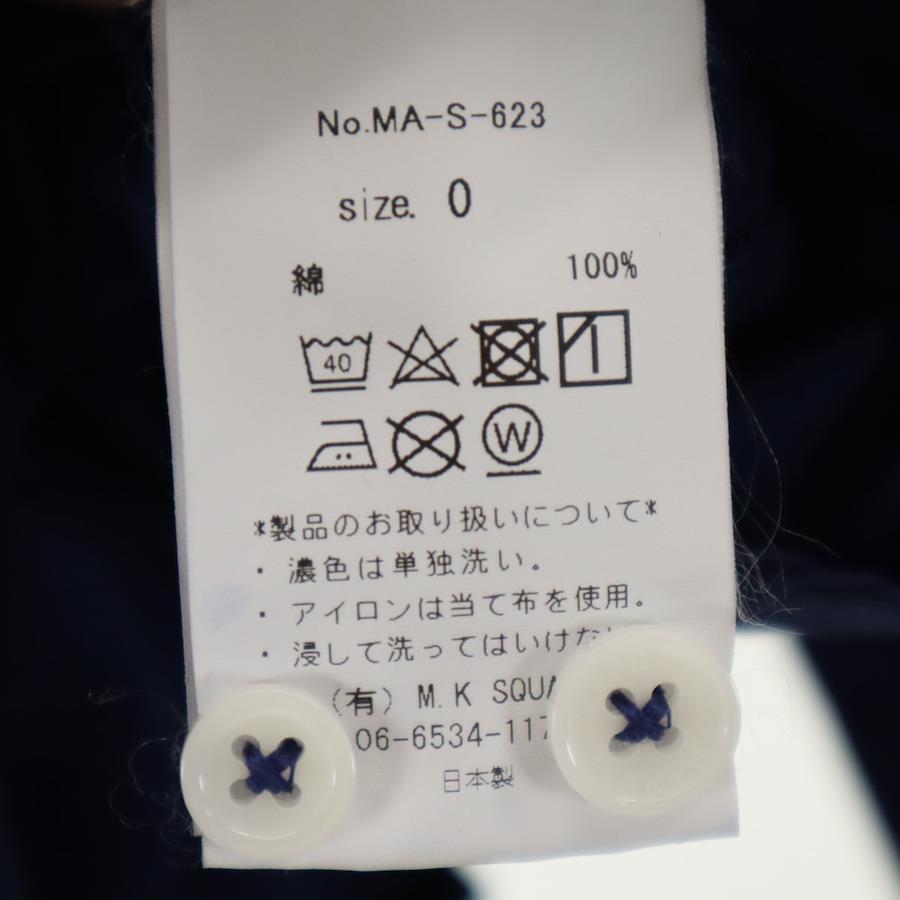 No.MA-S-623
size. 0
綿 100%
40
W
*製品のお取り扱いについて*
・濃色は単独洗い。
・アイロンは当て布を使用。
・浸して洗ってはいけな
(有) M.K SQUA
06-6534-117
日本製